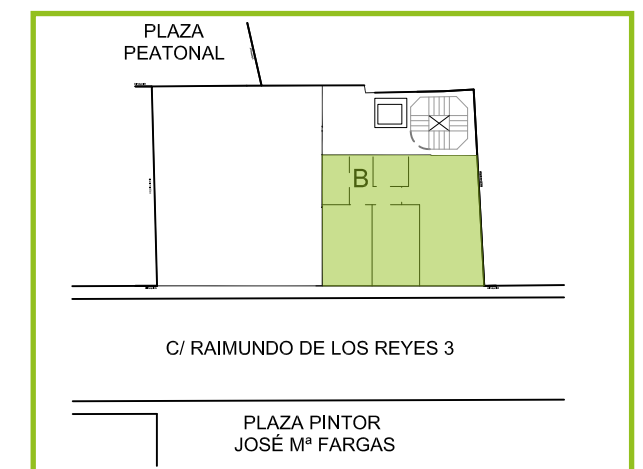 PLAZA
PEATONAL
B
C/ RAIMUNDO DE LOS REYES 3
PLAZA PINTOR
JOSÉ Mª FARGAS